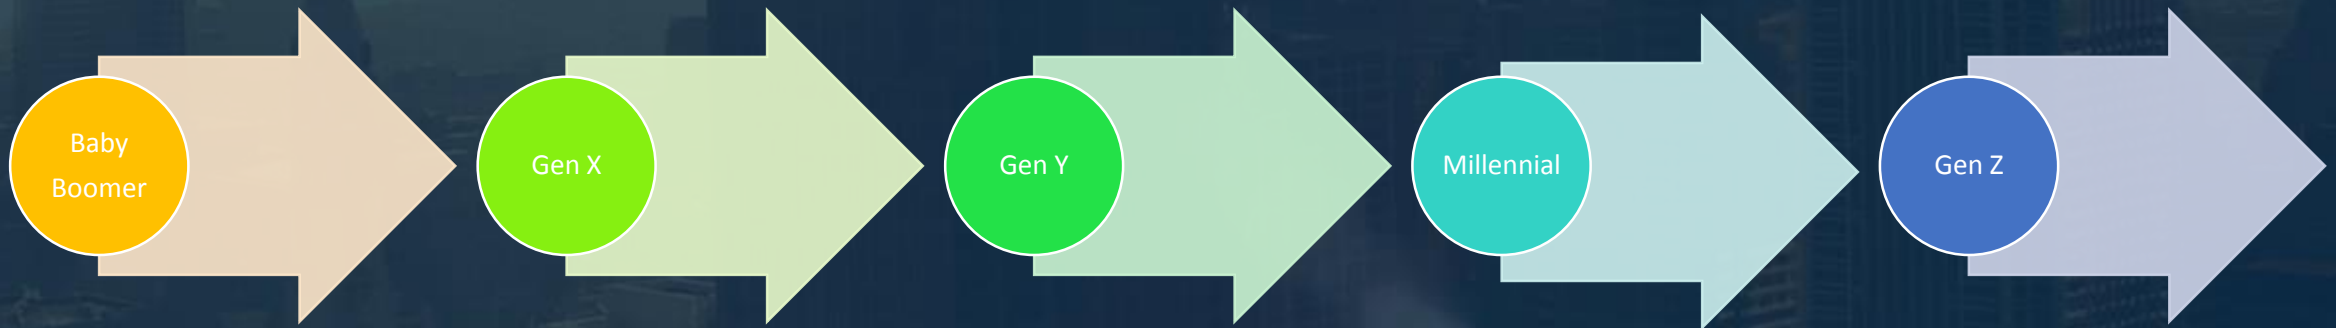 Baby
Boomer
Gen X
Gen Y
Millennial
Gen Z